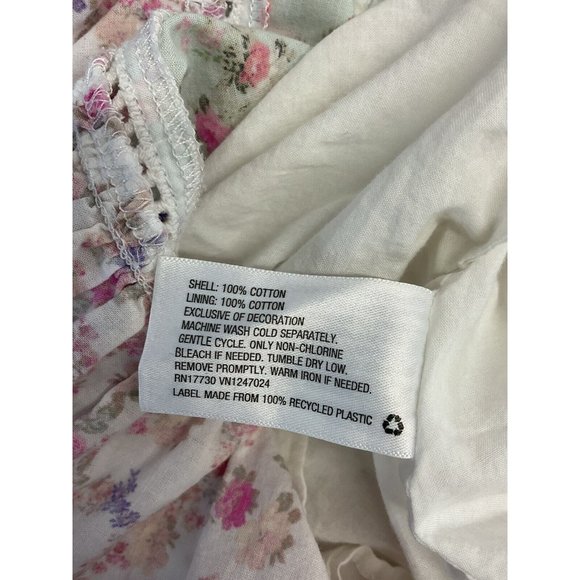 SHELL: 100% COTTON
LINING: 100% COTTON
EXCLUSIVE OF DECORATION
MACHINE WASH COLD SEPARATELY.
GENTLE CYCLE. ONLY NON-CHLORINE
BLEACH IF NEEDED. TUMBLE DRY LOW.
REMOVE PROMPTLY. WARM IRON IF NEEDED.
RN17730 VN1247024
LABEL MADE FROM 100% RECYCLED PLASTIC